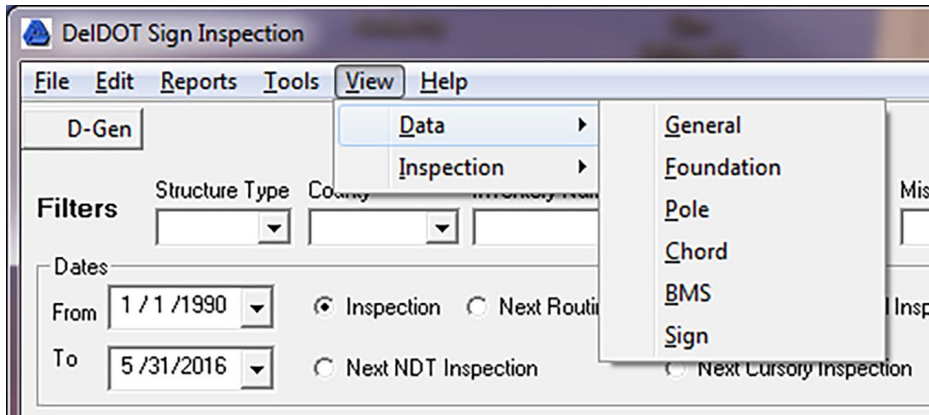 DelDOT Sign Inspection
File Edit Reports Tools View Help
D-Gen
Data
Inspection
General
Foundation
Pole
Chord
BMS
Sign
Filters
Structure Type
Dates
From 1 / 1 /1990
Inspection
To 5 /31/2016
Next NDT Inspection
Next Cursory Inspection